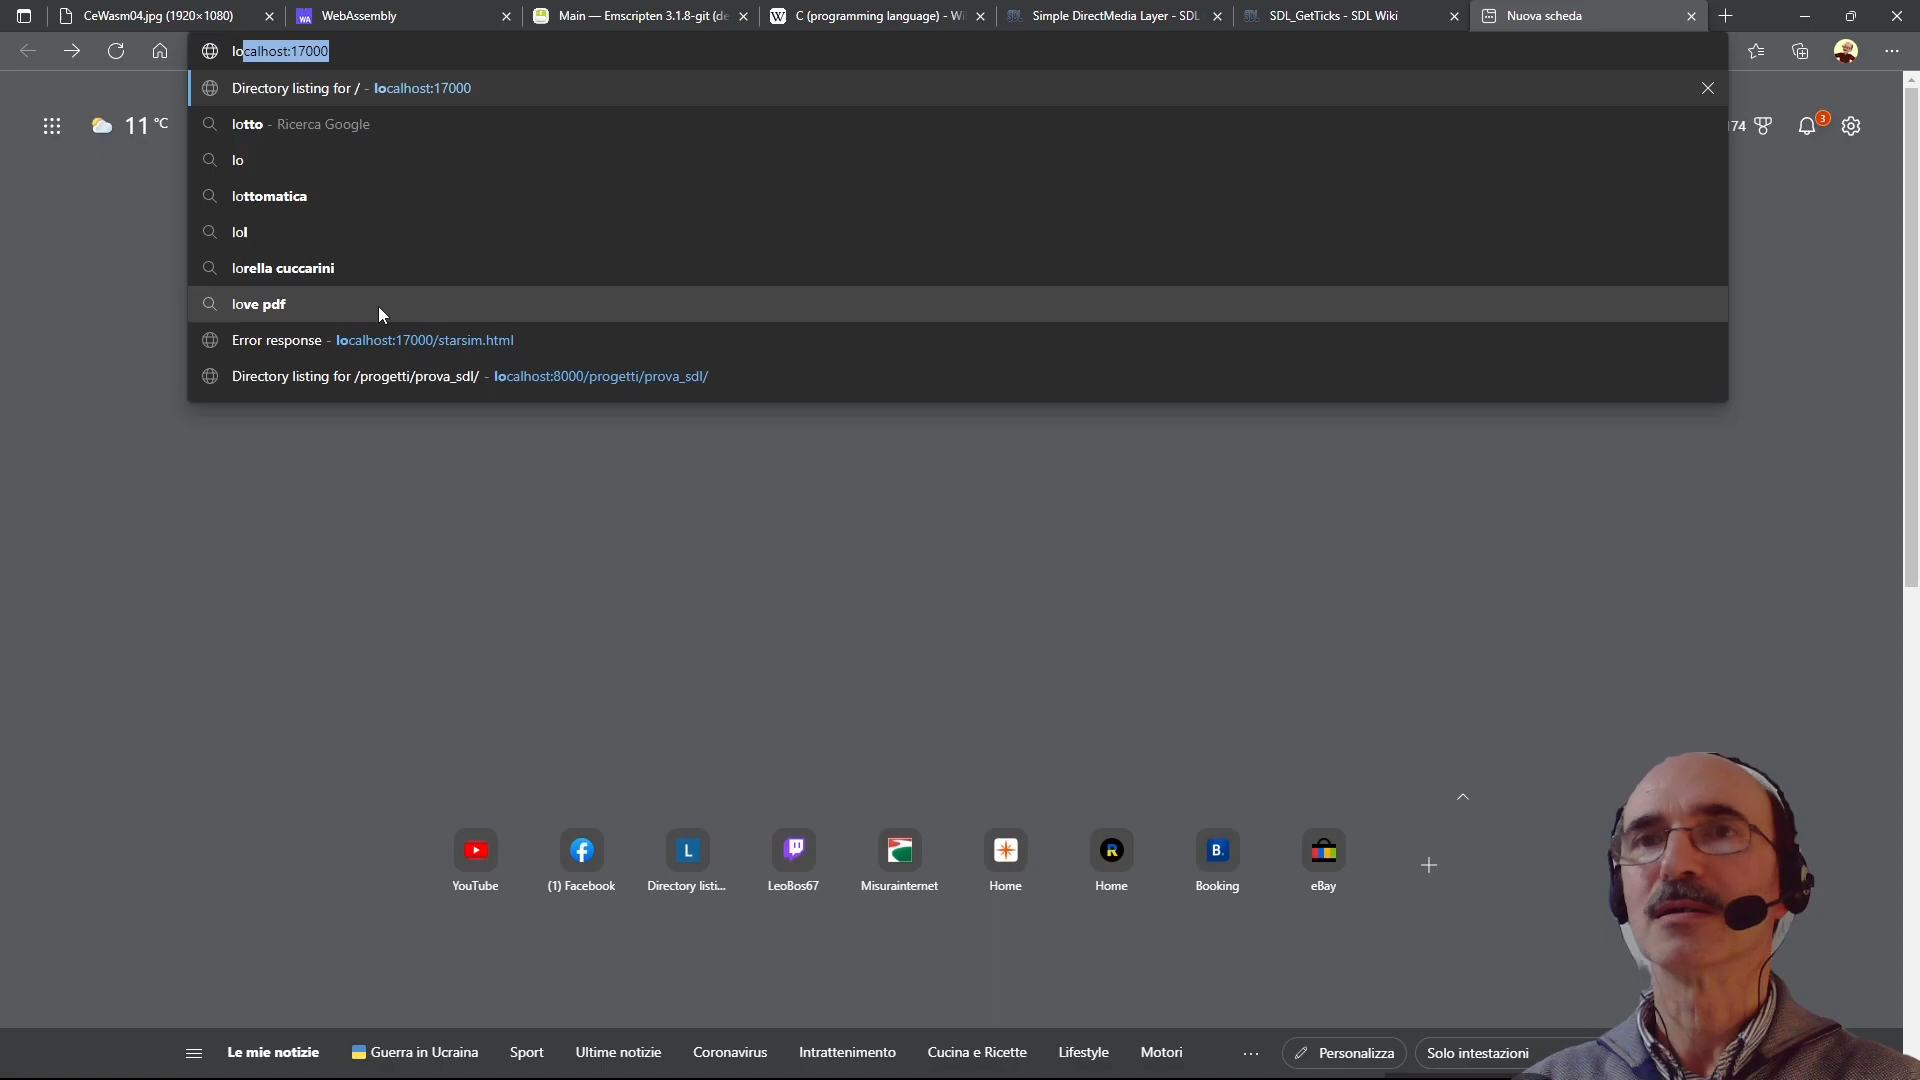 CeWasm04.jpg (1920×1080)
WebAssembly
Main — Emscripten 3.1.8-git (de
C (programming language) - Wi
Simple DirectMedia Layer - SDL
SDL_GetTicks - SDL Wiki
Nuova scheda
localhost:17000
Directory listing for / - localhost:17000
11 °C
lotto - Ricerca Google
74
3
lo
lottomatica
lol
lorella cuccarini
love pdf
Error response - localhost:17000/starsim.html
Directory listing for /progetti/prova_sdl/ - localhost:8000/progetti/prova_sdl/
YouTube
(1) Facebook
Directory listi...
LeoBos67
Misurainternet
Home
Home
Booking
eBay
Le mie notizie
Guerra in Ucraina
Sport
Ultime notizie
Coronavirus
Intrattenimento
Cucina e Ricette
Lifestyle
Motori
Personalizza
Solo intestazioni